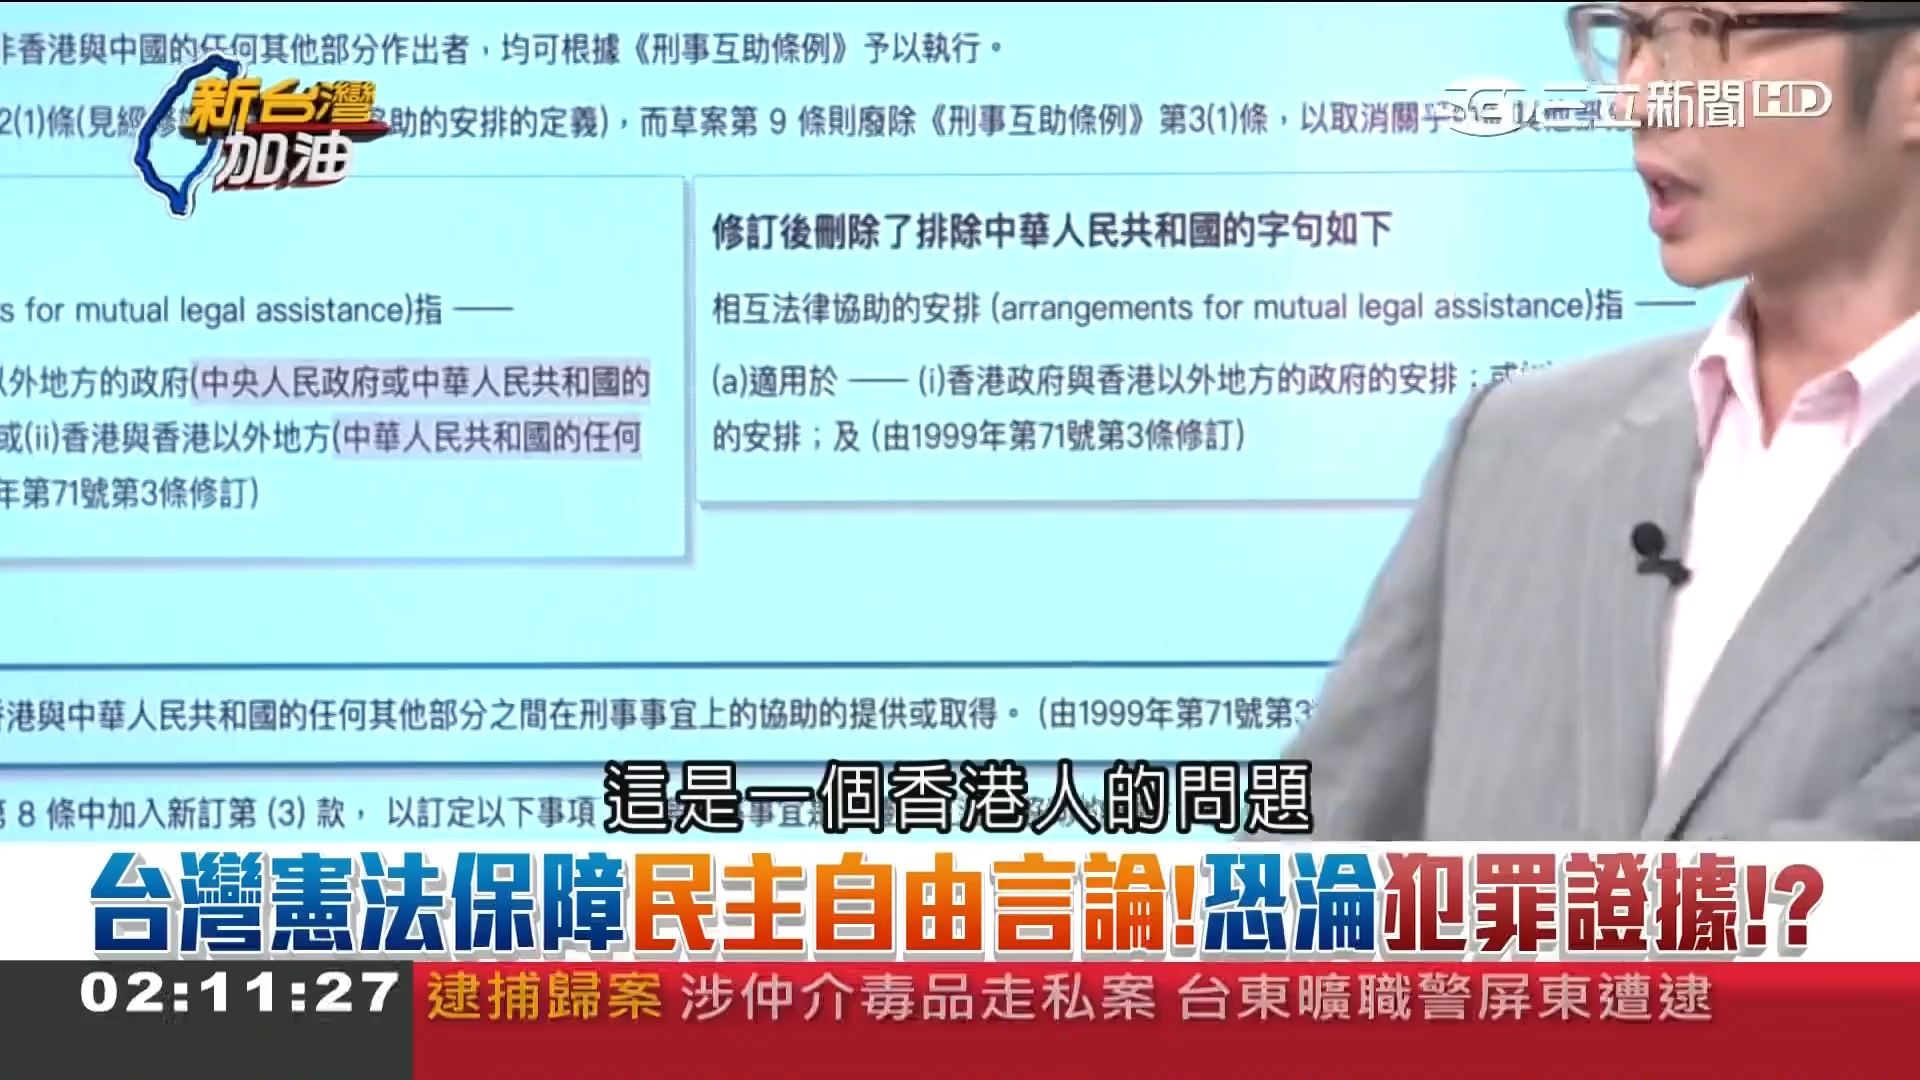 非香港與中國的任何其他部分作出者，均可根據《刑事互助條例》予以執行。
新台灣
加油
三立新聞HD
2(1)條(見經
助的安排的定義)，而草案第 9 條則廢除《刑事互助條例》第3(1)條，以取消關乎
s for mutual legal assistance)指 ——
以外地方的政府(中央人民政府或中華人民共和國的
或(ii)香港與香港以外地方(中華人民共和國的任何
年第71號第3條修訂)
修訂後刪除了排除中華人民共和國的字句如下
相互法律協助的安排 (arrangements for mutual legal assistance)指 ——
(a)適用於 —— (i)香港政府與香港以外地方的政府的安排；或
的安排；及 (由1999年第71號第3條修訂)
港與中華人民共和國的任何其他部分之間在刑事事宜上的協助的提供或取得。 (由1999年第71號第3
第 8 條中加入新訂第 (3) 款， 以訂定以下事項
這是一個香港人的問題
台灣憲法保障民主自由言論!恐淪犯罪證據!?
02:11:27
逮捕歸案 涉仲介毒品走私案 台東曠職警屏東遭逮